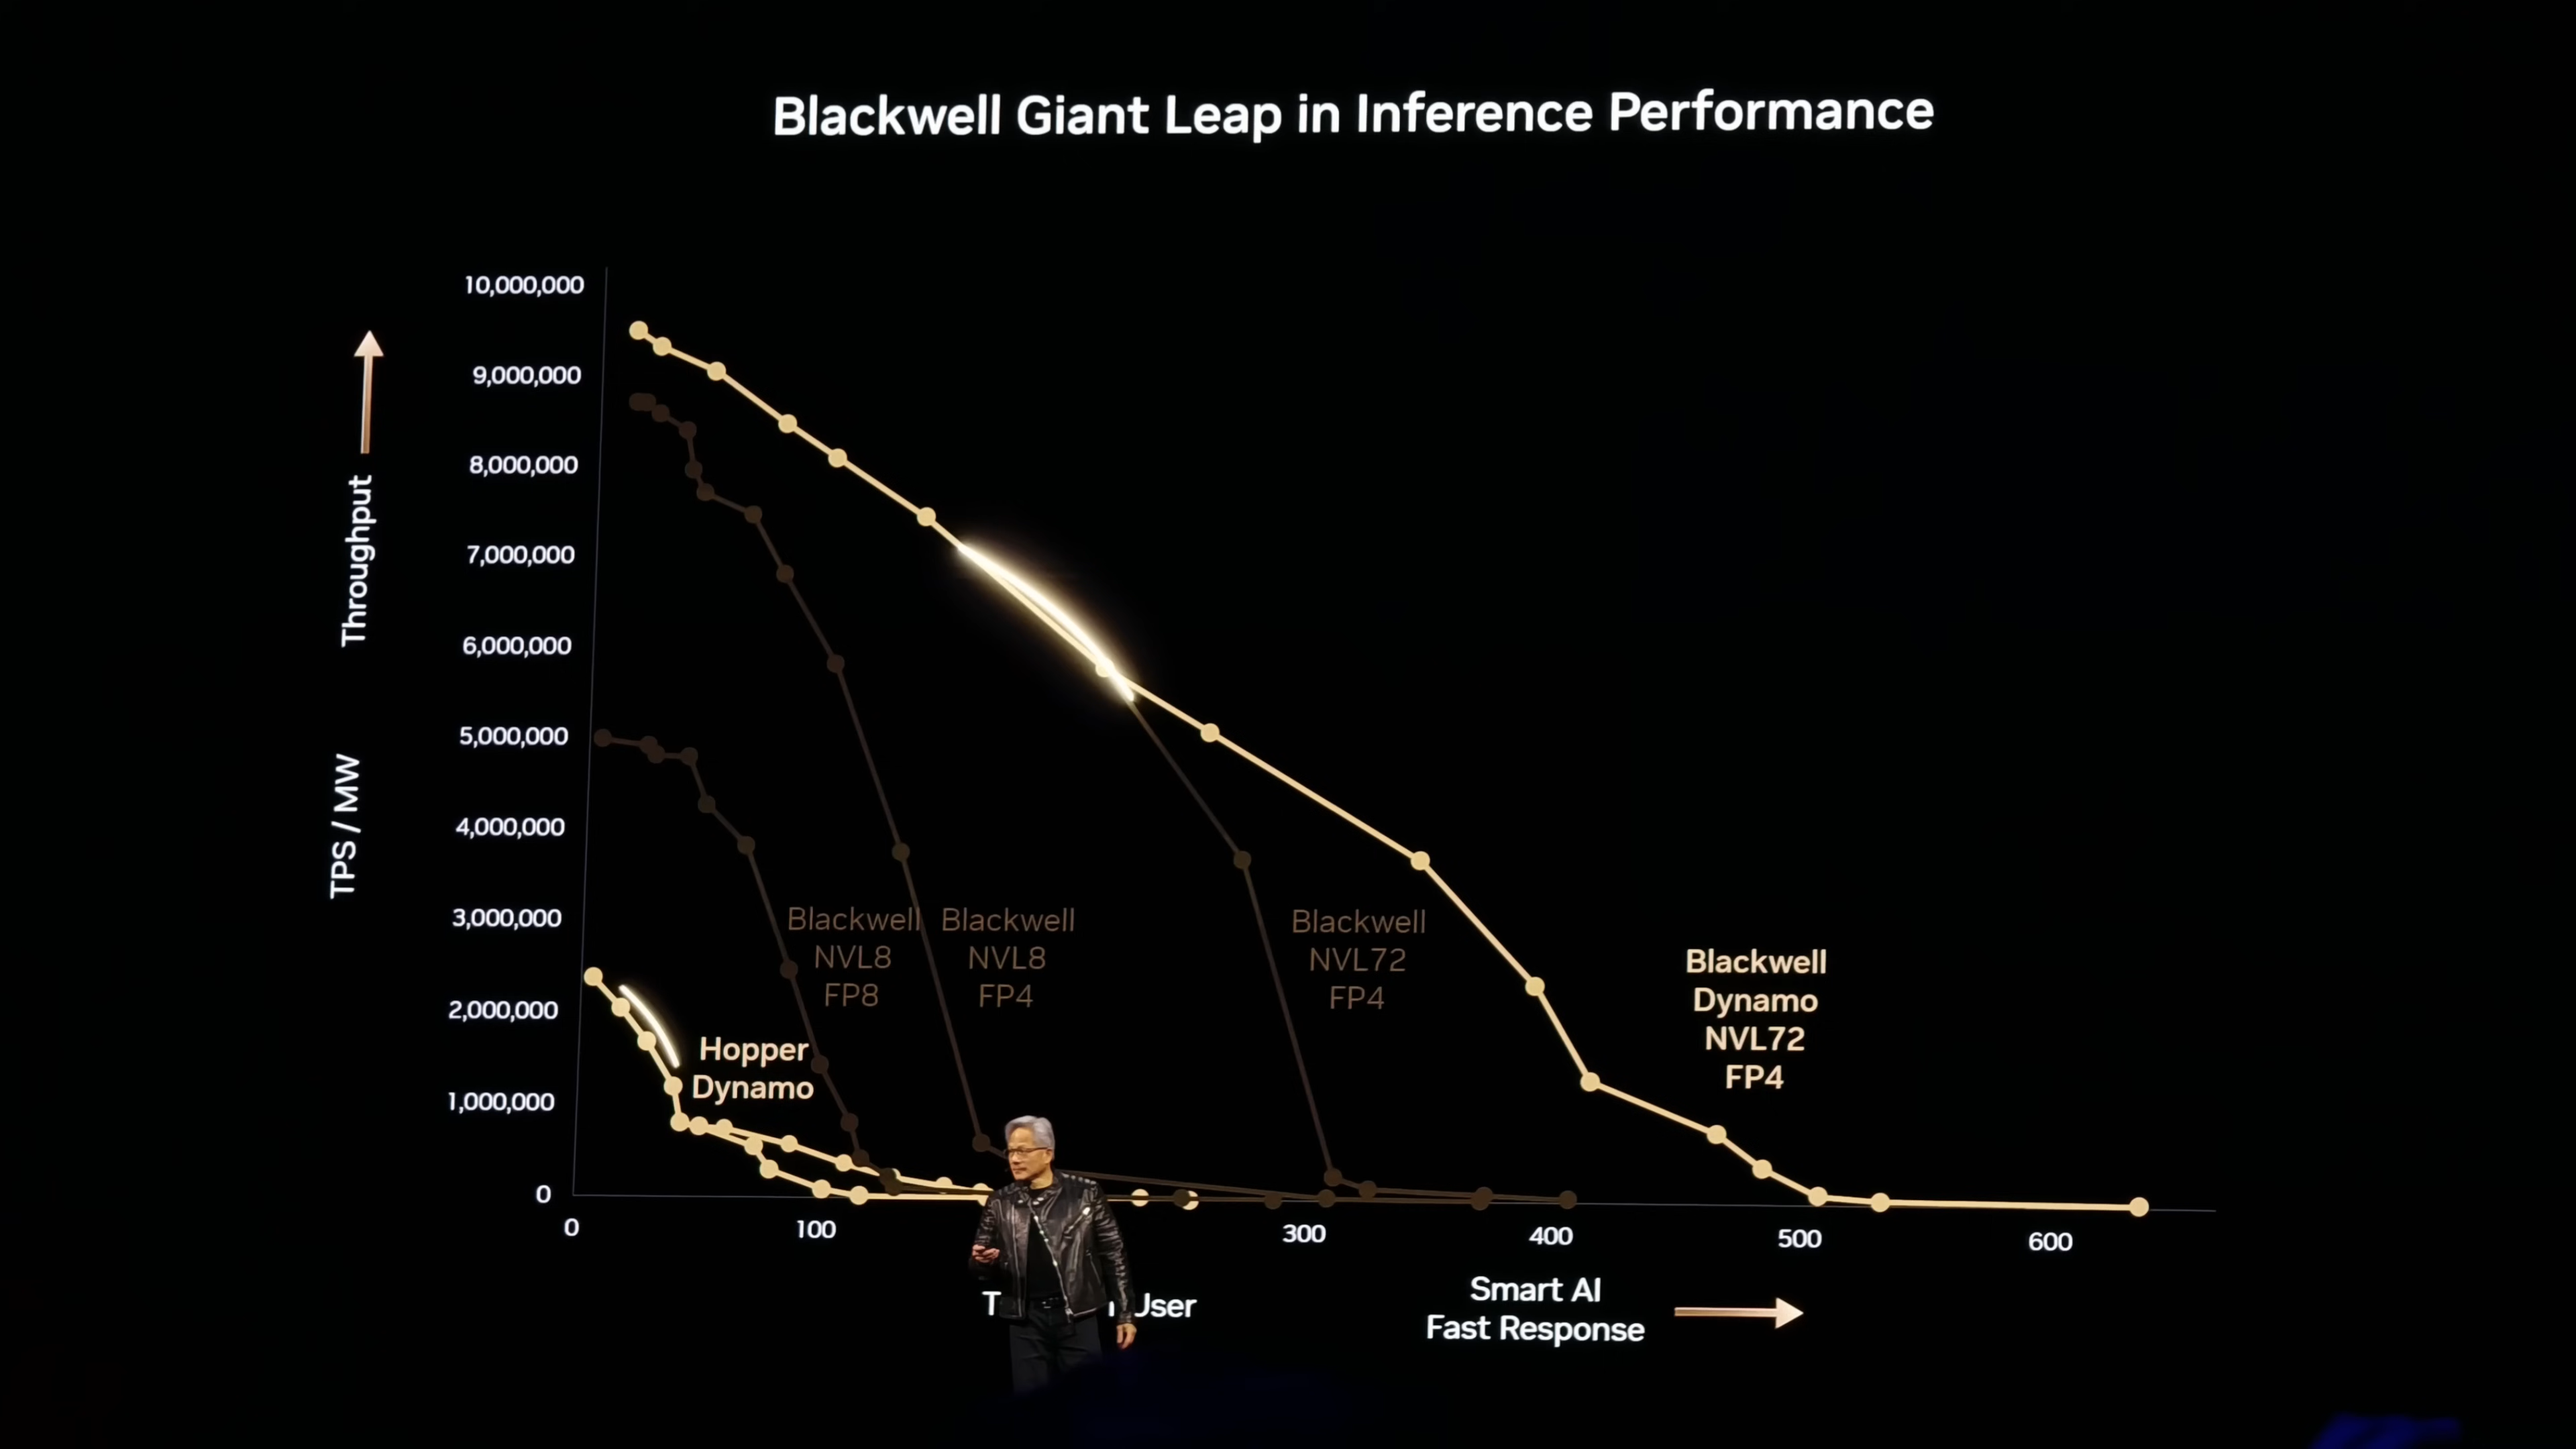 Blackwell Giant Leap in Inference Performance
10,000,000
9,000,000
8,000,000
7,000,000
6,000,000
5,000,000
4,000,000
3,000,000
2,000,000
1,000,000
0
Throughput
TPS / MW
Blackwell
NVL8
FP8
Blackwell
NVL8
FP4
Blackwell
NVL72
FP4
Blackwell
Dynamo
NVL72
FP4
Hopper
Dynamo
0
100
300
400
500
600
User
Smart AI
Fast Response